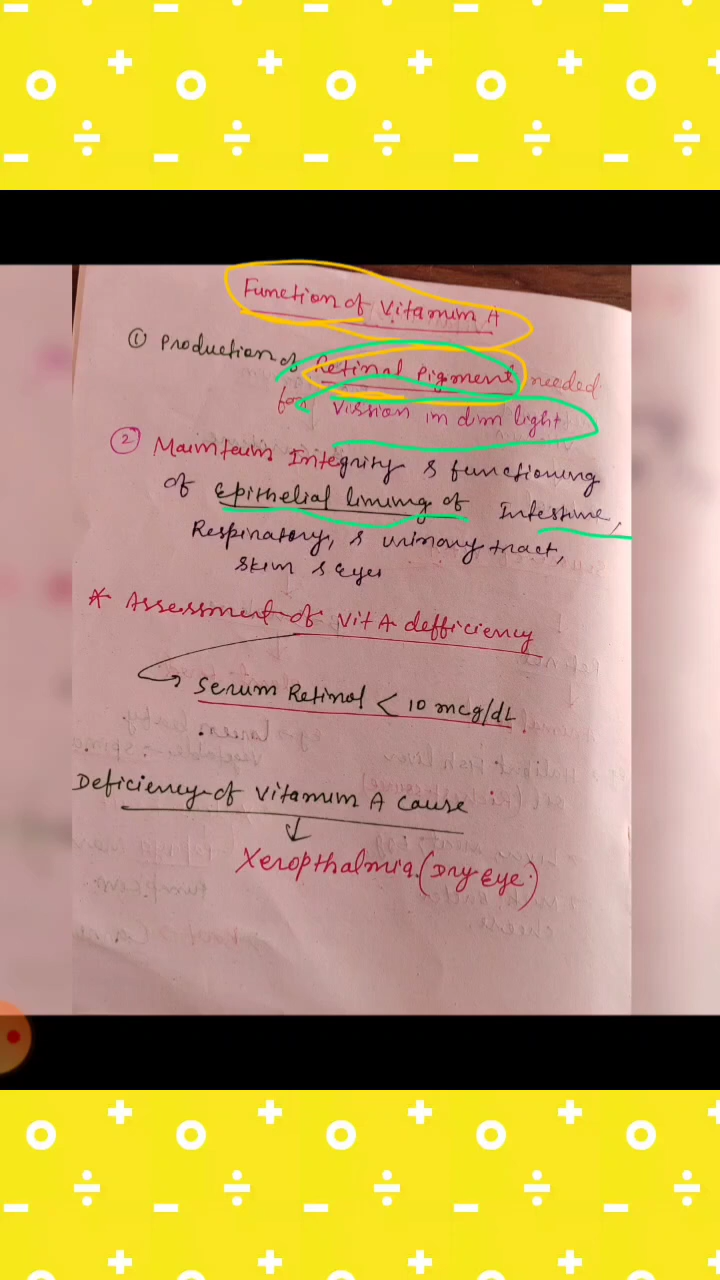 Function of Vitamin A
① Production of Retinal Pigment needed
for Vission in dim light
② Maintain Integrity & functioning
of Epithelial lining of Intestine,
Respiratory, & urinary tract,
Skin & Eye
* Assessment of Vit A defficiency
Serum Retinol < 10 mcg/dL.
Deficiency of Vitamin A cause
Xeropthalmia. (Dry Eye.)